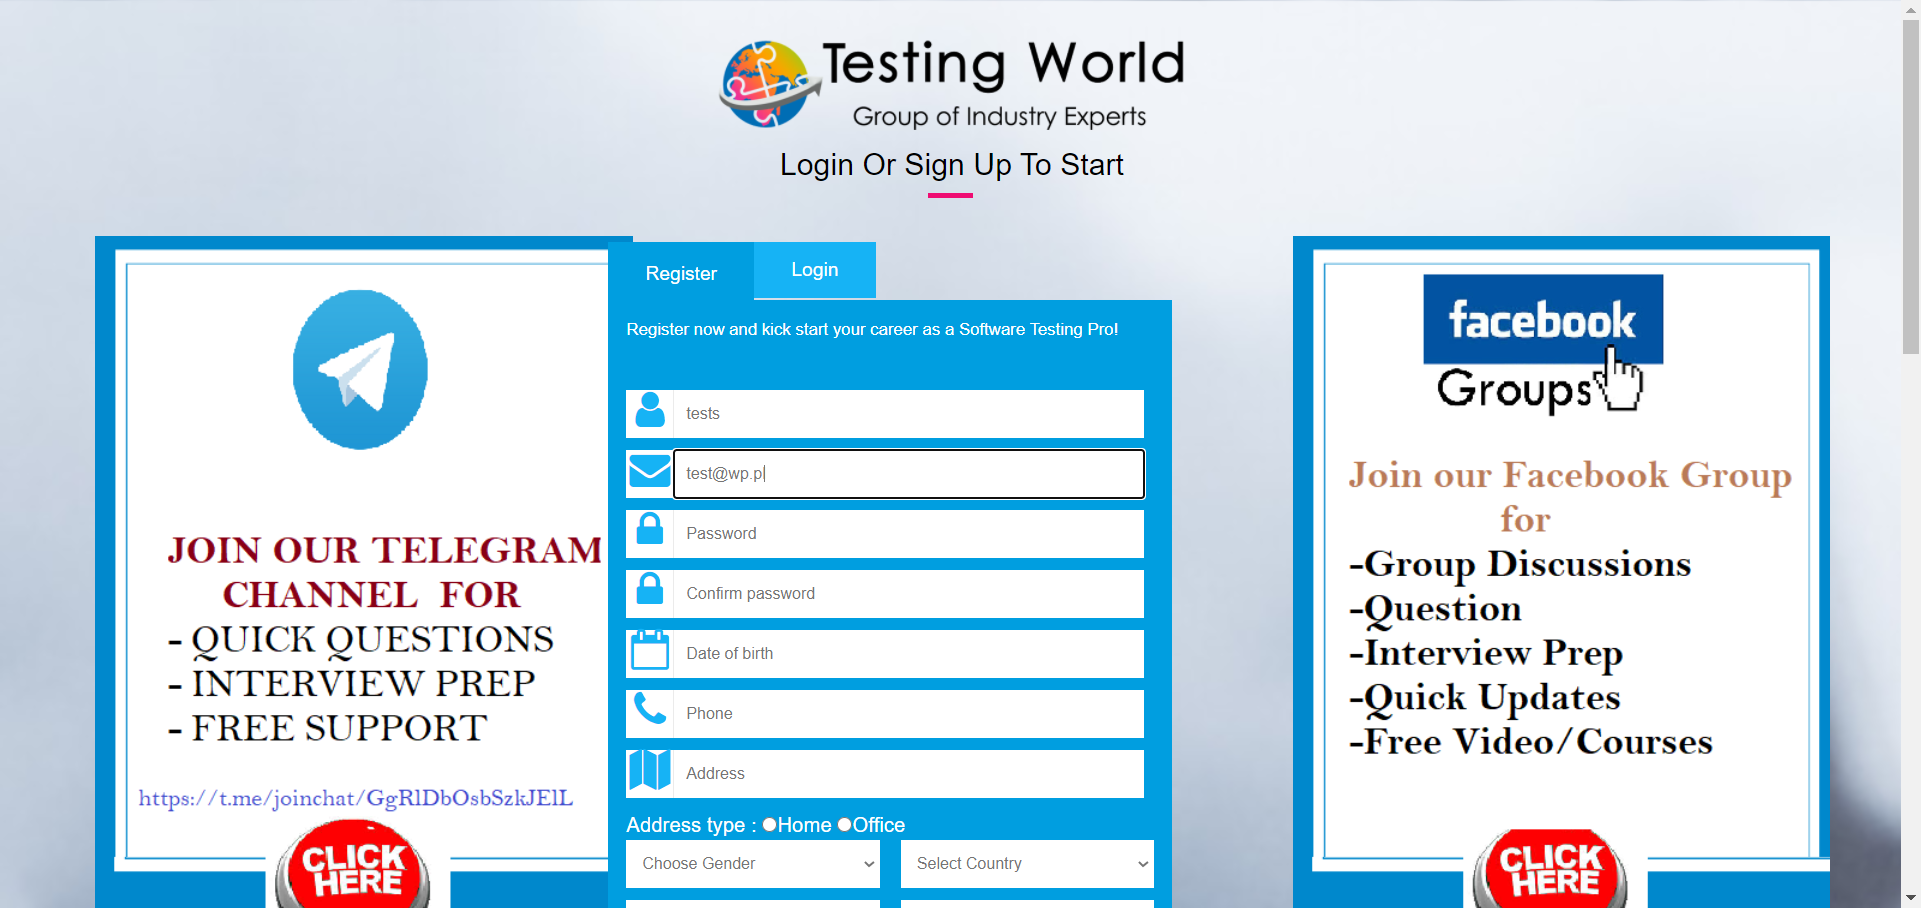 Testing World
Group of Industry Experts
Login Or Sign Up To Start
JOIN OUR TELEGRAM
CHANNEL FOR
- QUICK QUESTIONS
- INTERVIEW PREP
- FREE SUPPORT
https://t.me/joinchat/GgRlDbOsbSzkJElL
CLICK
HERE
Register
Login
Register now and kick start your career as a Software Testing Pro!
tests
test@wp.p
Password
Confirm password
Date of birth
Phone
Address
Address type : Home Office
Choose Gender
Select Country
facebook
Groups
Join our Facebook Group
for
-Group Discussions
-Question
-Interview Prep
-Quick Updates
-Free Video/Courses
CLICK
HERE